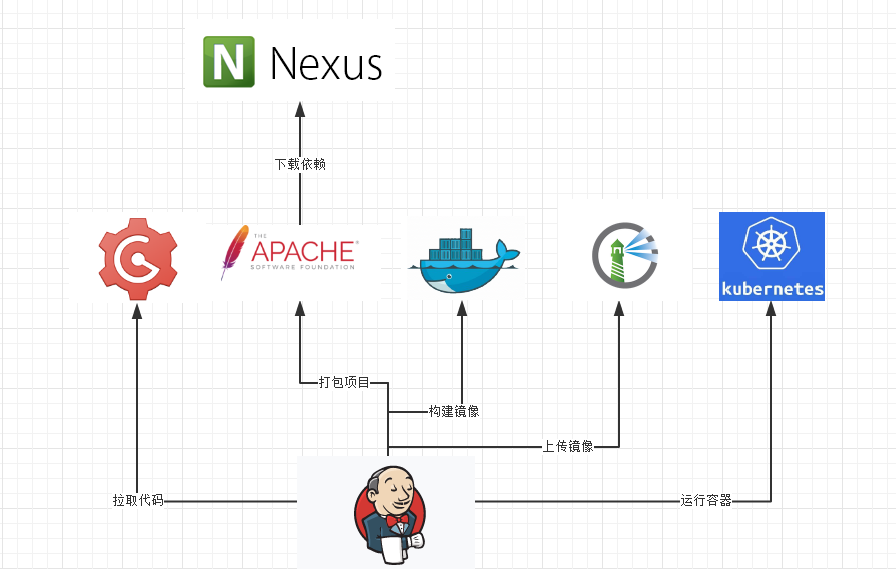 N Nexus
下载依赖
THE
APACHE®
SOFTWARE FOUNDATION
kubernetes
打包项目
构建镜像
上传镜像
拉取代码
运行容器